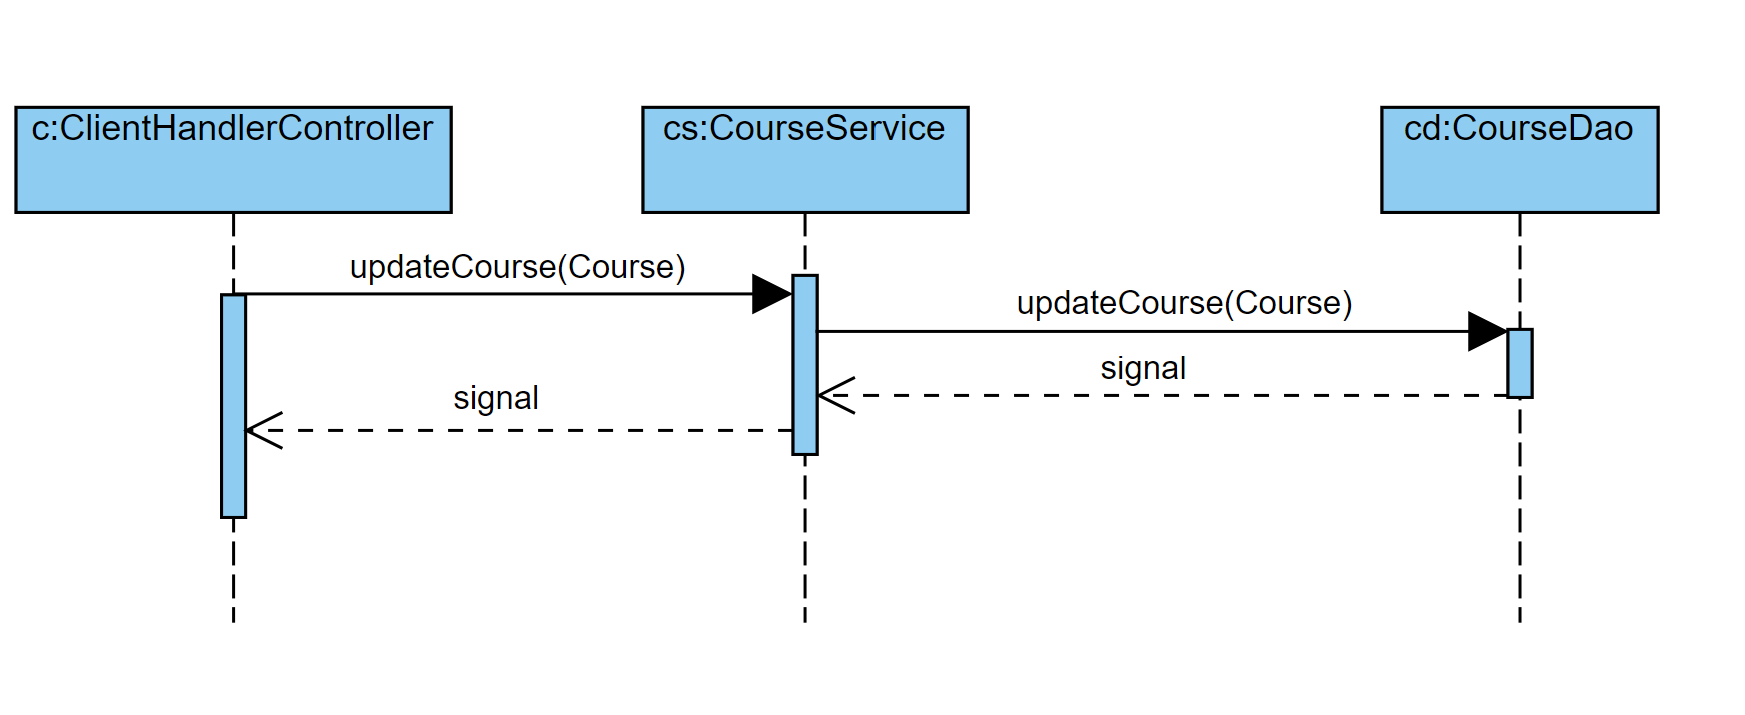 c:ClientHandlerController
cs:CourseService
cd:CourseDao
updateCourse(Course)
updateCourse(Course)
signal
signal